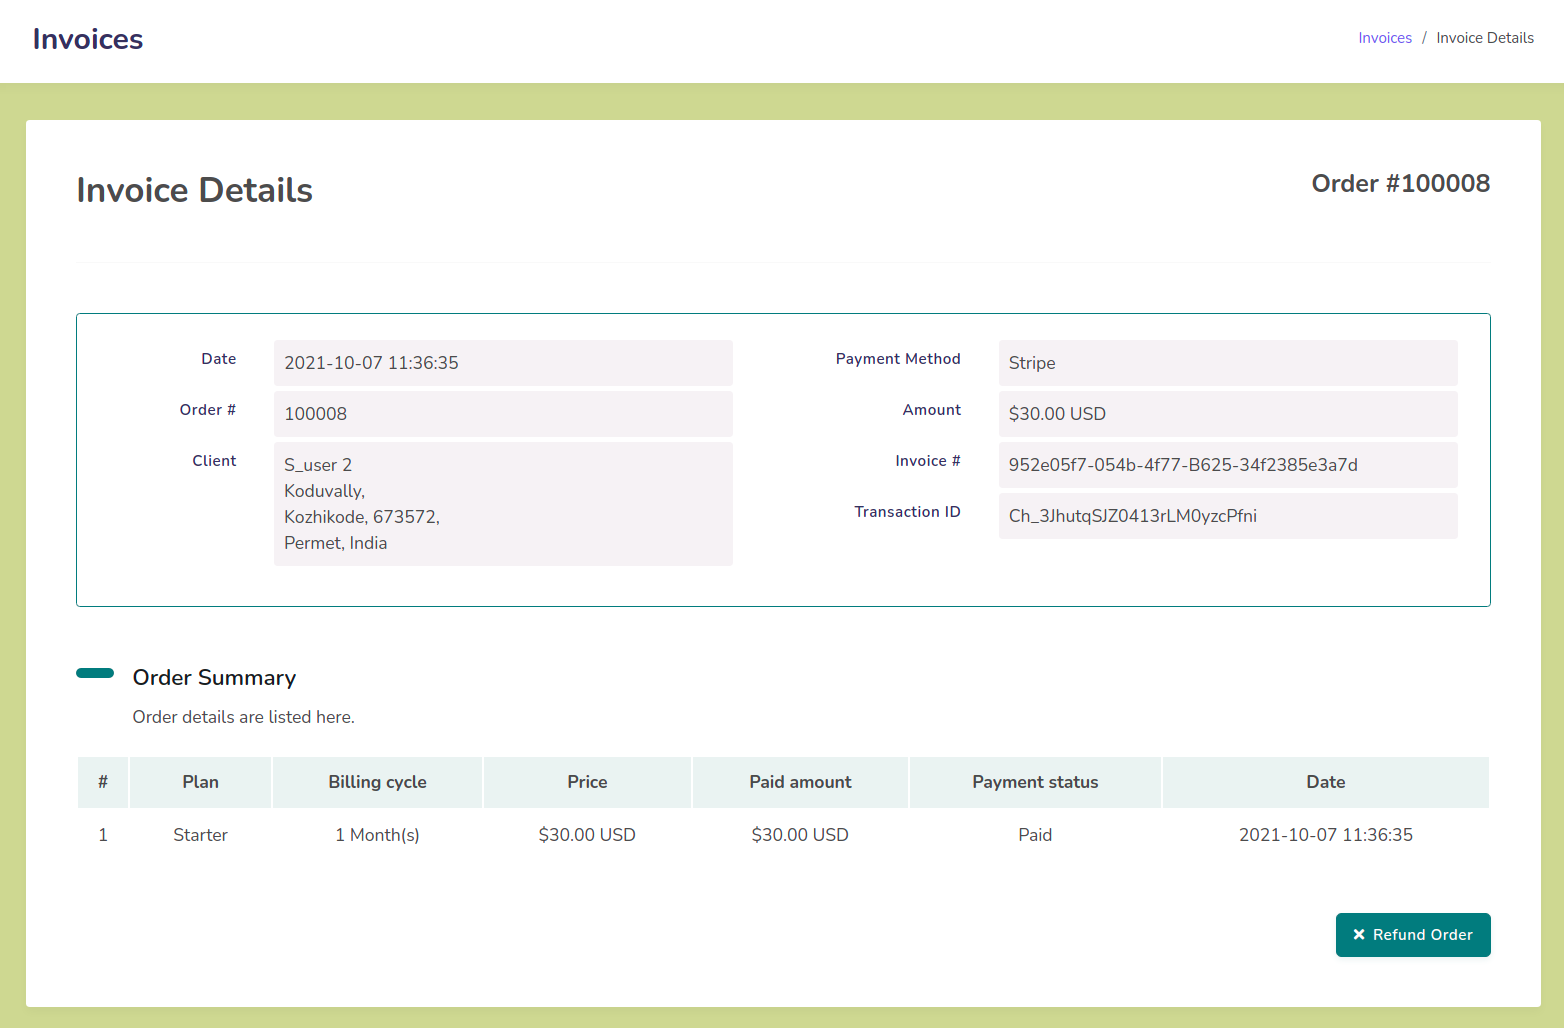 Invoices
Invoices / Invoice Details
Invoice Details
Order #100008
Date 2021-10-07 11:36:35
Order # 100008
Client S_user 2
Koduvally,
Kozhikode, 673572,
Permet, India
Payment Method Stripe
Amount $30.00 USD
Invoice # 952e05f7-054b-4f77-B625-34f2385e3a7d
Transaction ID Ch_3JhutqSJZ0413rLM0yzcPfni
Order Summary
Order details are listed here.
# Plan Billing cycle Price Paid amount Payment status Date
1 Starter 1 Month(s) $30.00 USD $30.00 USD Paid 2021-10-07 11:36:35
Refund Order